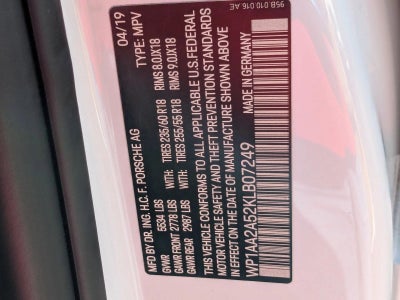 95B 010 016 AE
04/19
TYPE: MPV
MFD BY DR. ING. H.C. F. PORSCHE AG
GVWR 5534 LBS WITH: TIRES 235/60 R18 RIMS 8.0JX18
GAWR FRONT 2778 LBS WITH: TIRES 255/55 R18 RIMS 9.0JX18
GAWR REAR 2987 LBS
THIS VEHICLE CONFORMS TO ALL APPLICABLE U.S.FEDERAL
MOTOR VEHICLE SAFETY AND THEFT PREVENTION STANDARDS
IN EFFECT ON THE DATE OF MANUFACTURE SHOWN ABOVE
WP1AA2A52KLB07249 MADE IN GERMANY